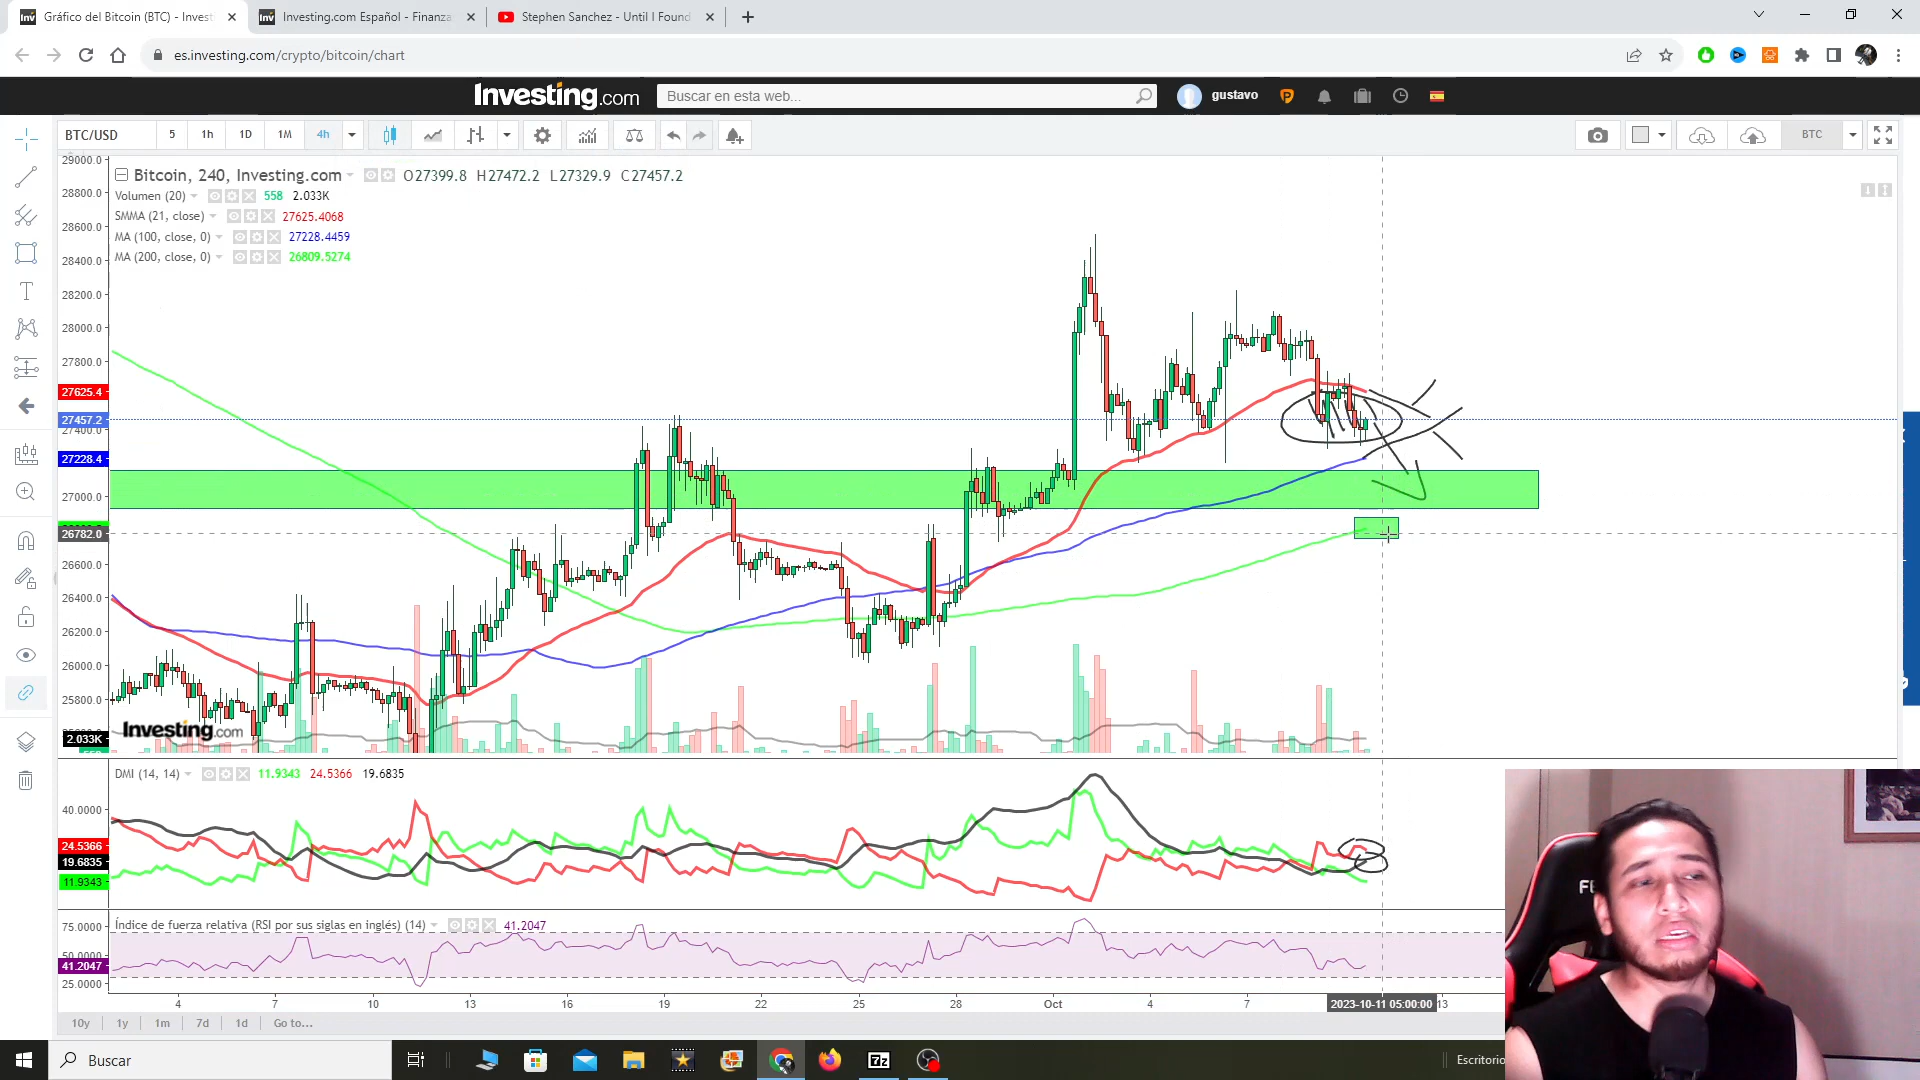 Gráfico del Bitcoin (BTC) - Invest
Investing.com Español - Finanza
Stephen Sanchez - Until I Found
es.investing.com/crypto/bitcoin/chart
Investing.com
Buscar en esta web...
gustavo
BTC/USD
5
1h
1D
1M
4h
BTC
Bitcoin, 240, Investing.com
O27399.8 H27472.2 L27329.9 C27457.2
Volumen (20)
558 2.033K
SMMA (21, close)
27625.4068
MA (100, close, 0)
27228.4459
MA (200, close, 0)
26809.5274
29000.0
28800.0
28600.0
28400.0
28200.0
28000.0
27800.0
27625.4
27457.2
27400.0
27228.4
27000.0
26782.0
26600.0
26400.0
26200.0
26000.0
25800.0
2.033K
Investing.com
DMI (14, 14)
11.9343 24.5366 19.6835
40.0000
24.5366
19.6835
11.9343
Índice de fuerza relativa (RSI por sus siglas en inglés) (14)
41.2047
75.0000
50.0000
41.2047
25.0000
4
7
10
13
16
19
22
25
28
Oct
4
7
2023-10-11 05:00:00
13
10y
1y
1m
7d
1d
Go to...
Buscar
7z
Escritorio